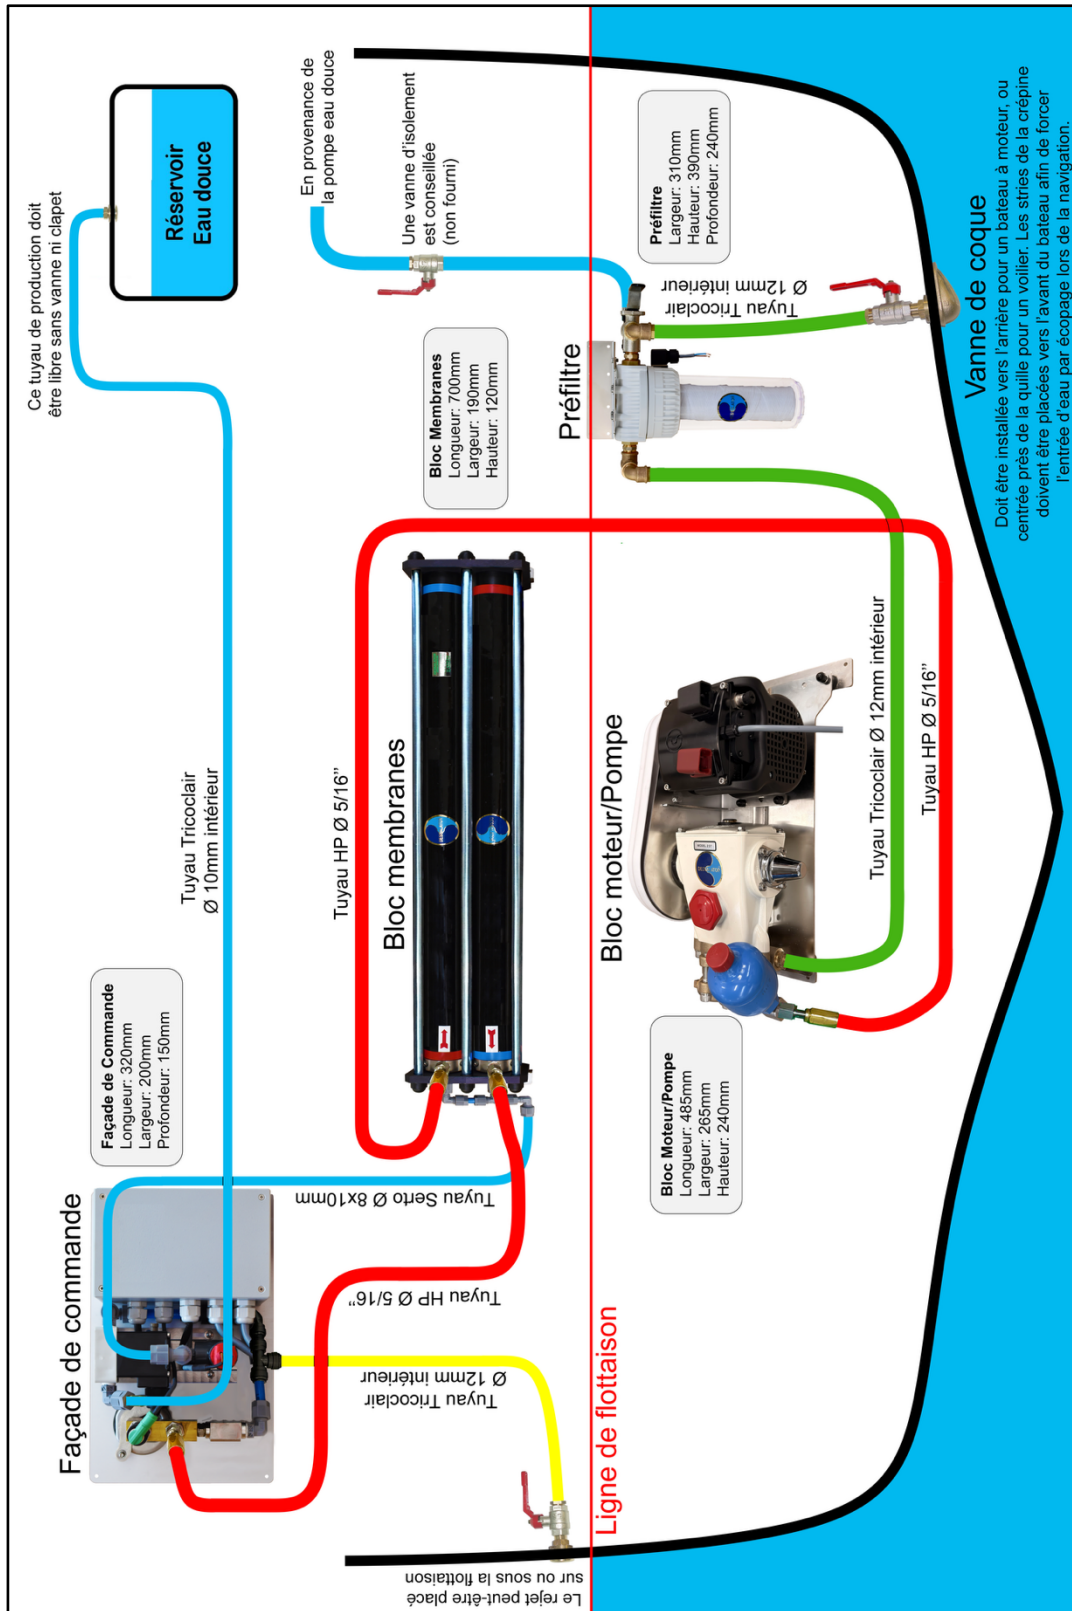 Façade de commande
Façade de Commande
Longueur: 320mm
Largeur: 200mm
Profondeur: 150mm
Tuyau Tricoclair
Ø 10mm intérieur
Ce tuyau de production doit
être libre sans vanne ni clapet
Réservoir
Eau douce
Le rejet peut-être placé
sur ou sous la flottaison
Tuyau Tricoclair
Ø 12mm intérieur
Tuyau HP Ø 5/16”
Tuyau Serto Ø 8x10mm
Tuyau HP Ø 5/16”
Bloc membranes
Bloc Membranes
Longueur: 700mm
Largeur: 190mm
Hauteur: 120mm
En provenance de
la pompe eau douce
Une vanne d’isolement
est conseillée
(non fourni)
Ligne de flottaison
Bloc moteur/Pompe
Bloc Moteur/Pompe
Longueur: 485mm
Largeur: 265mm
Hauteur: 240mm
Préfiltre
Préfiltre
Largeur: 310mm
Hauteur: 390mm
Profondeur: 240mm
Tuyau Tricoclair
Ø 12mm intérieur
Tuyau Tricoclair Ø 12mm intérieur
Tuyau HP Ø 5/16”
Vanne de coque
Doit être installée vers l’arrière pour un bateau à moteur, ou
centrée près de la quille pour un voilier. Les stries de la crépine
doivent être placées vers l’avant du bateau afin de forcer
l’entrée d’eau par écopage lors de la navigation.